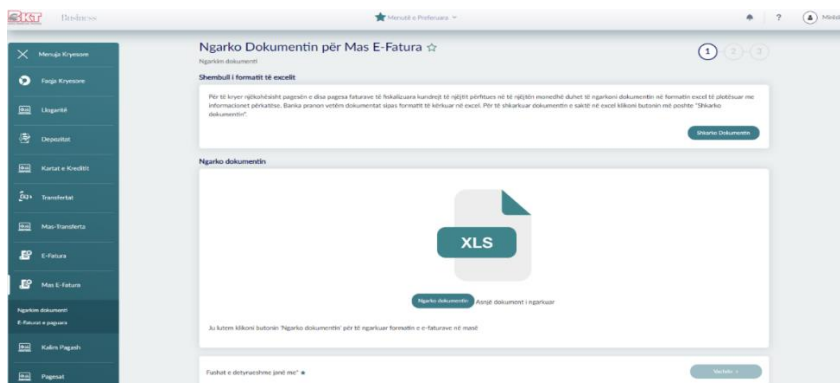 BKT Business
Menutë e Preferuara
?
Menuja Kryesore
Faqja Kryesore
Llogaritë
Depozitat
Kartat e Kreditit
Transfertat
Mas-Transferta
E-Fatura
Mas E-Fatura
Ngarkim dokumenti
E-Faturat e paguara
Kalim Pagash
Pagesat
Ngarko Dokumentin për Mas E-Fatura
Ngarkim dokumenti
1 2 3
Shembull i formatit të excelit
Për të kryer njëkohësisht pagesën e disa pagesa faturave të fiskalizuara kundrejt të njëjtit përfitues në të njëjtën monedhë duhet të ngarkoni dokumentin në formatin excel të plotësuar me
informacionet përkatëse. Banka pranon vetëm dokumentat sipas formatit të kërkuar në excel. Për të shkarkuar dokumentin e saktë në excel klikoni butonin më poshtë "Shkarko
dokumentin".
Shkarko Dokumentin
Ngarko dokumentin
XLS
Ngarko dokumentin Asnjë dokument i ngarkuar
Ju lutem klikoni butonin 'Ngarko dokumentin' për të ngarkuar formatin e e-faturave në masë
Fushat e detyrueshme janë me"
Vazhdo >